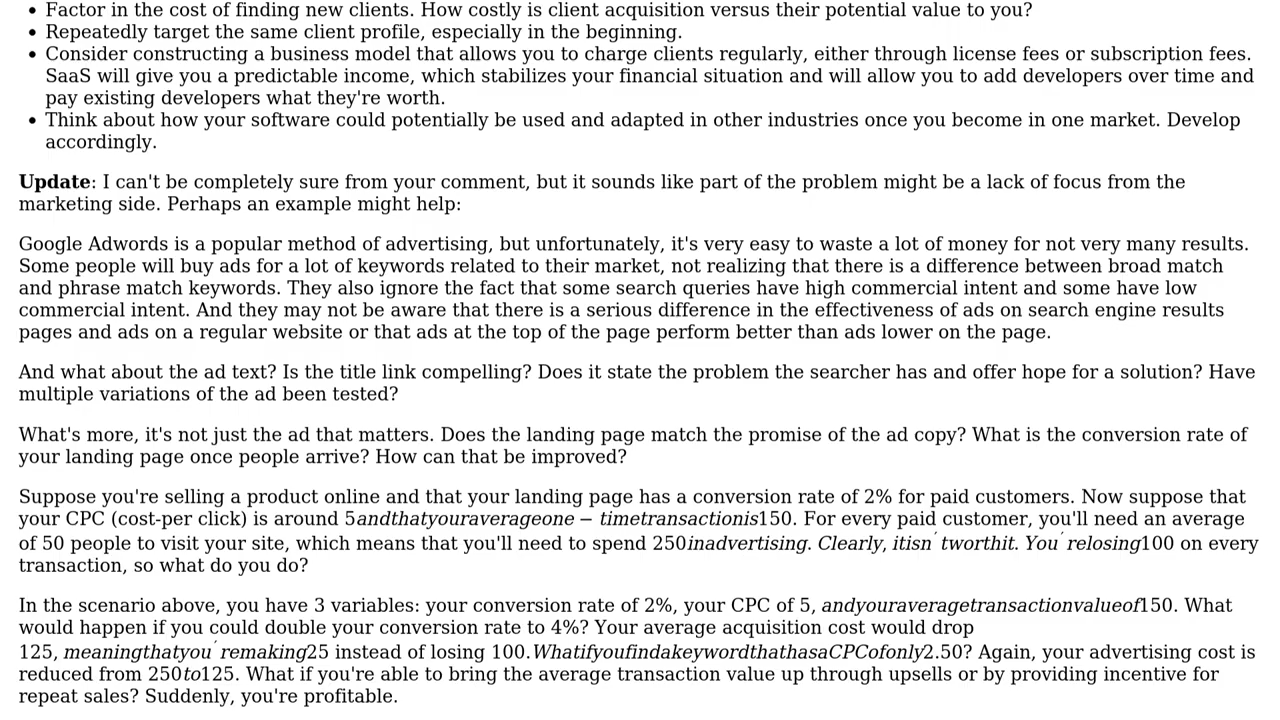 • Factor in the cost of finding new clients. How costly is client acquisition versus their potential value to you?
• Repeatedly target the same client profile, especially in the beginning.
• Consider constructing a business model that allows you to charge clients regularly, either through license fees or subscription fees.
SaaS will give you a predictable income, which stabilizes your financial situation and will allow you to add developers over time and
pay existing developers what they're worth.
• Think about how your software could potentially be used and adapted in other industries once you become in one market. Develop
accordingly.
Update: I can't be completely sure from your comment, but it sounds like part of the problem might be a lack of focus from the
marketing side. Perhaps an example might help:
Google Adwords is a popular method of advertising, but unfortunately, it's very easy to waste a lot of money for not very many results.
Some people will buy ads for a lot of keywords related to their market, not realizing that there is a difference between broad match
and phrase match keywords. They also ignore the fact that some search queries have high commercial intent and some have low
commercial intent. And they may not be aware that there is a serious difference in the effectiveness of ads on search engine results
pages and ads on a regular website or that ads at the top of the page perform better than ads lower on the page.
And what about the ad text? Is the title link compelling? Does it state the problem the searcher has and offer hope for a solution? Have
multiple variations of the ad been tested?
What's more, it's not just the ad that matters. Does the landing page match the promise of the ad copy? What is the conversion rate of
your landing page once people arrive? How can that be improved?
Suppose you're selling a product online and that your landing page has a conversion rate of 2% for paid customers. Now suppose that
your CPC (cost-per click) is around 5andthatyouraverageone − timetransactionis150. For every paid customer, you'll need an average
of 50 people to visit your site, which means that you'll need to spend 250inadvertising. Clearly, itisn′tworthit. You′relosing100 on every
transaction, so what do you do?
In the scenario above, you have 3 variables: your conversion rate of 2%, your CPC of 5, andyouraveragetransactionvalueof150. What
would happen if you could double your conversion rate to 4%? Your average acquisition cost would drop
125, meaningthatyou′remaking25 instead of losing 100.WhatifyoufindakeywordthathasaCPCofonly2.50? Again, your advertising cost is
reduced from 250to125. What if you're able to bring the average transaction value up through upsells or by providing incentive for
repeat sales? Suddenly, you're profitable.